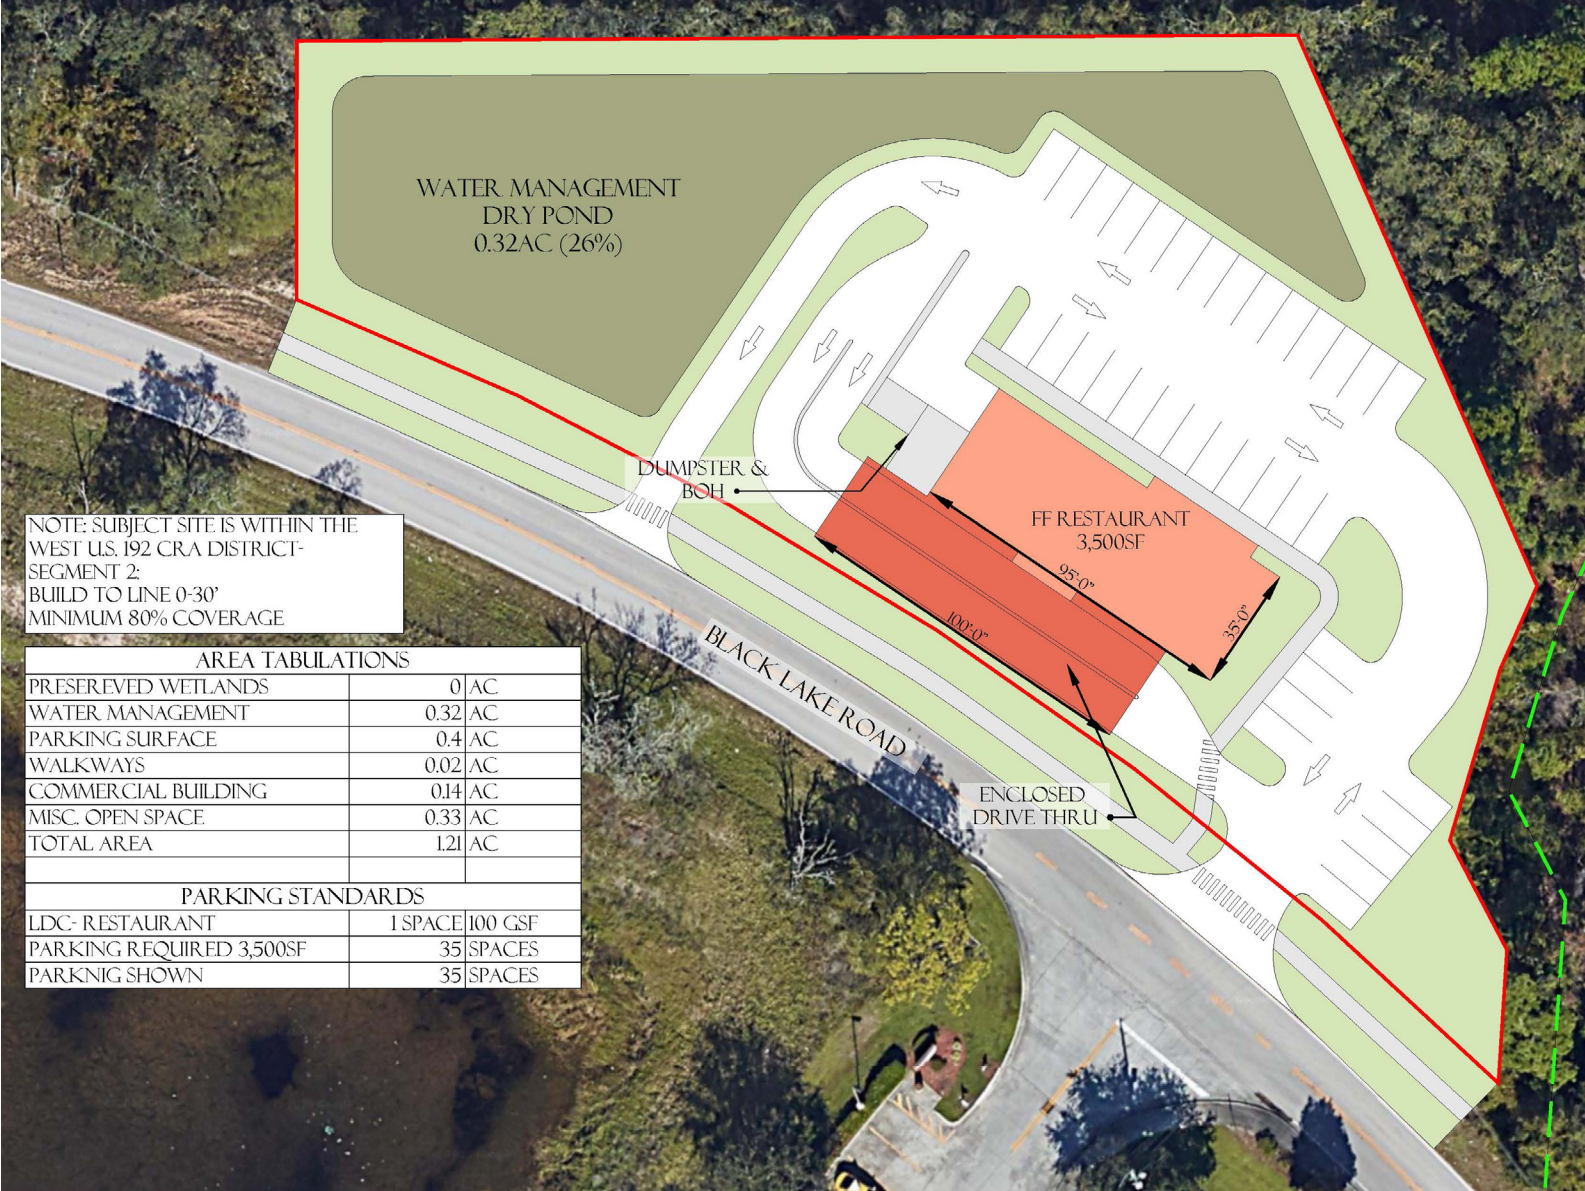 WATER MANAGEMENT
DRY POND
0.32AC (26%)
DUMPSTER &
BOH
FF RESTAURANT
3,500SF
95'-0"
100'-0"
35'-0"
NOTE: SUBJECT SITE IS WITHIN THE
WEST U.S. 192 CRA DISTRICT-
SEGMENT 2:
BUILD TO LINE 0-30'
MINIMUM 80% COVERAGE
BLACK LAKE ROAD
ENCLOSED
DRIVE THRU
AREA TABULATIONS
PRESEREVED WETLANDS 0 AC
WATER MANAGEMENT 0.32 AC
PARKING SURFACE 0.4 AC
WALKWAYS 0.02 AC
COMMERCIAL BUILDING 0.14 AC
MISC. OPEN SPACE 0.33 AC
TOTAL AREA 1.21 AC
PARKING STANDARDS
LDC- RESTAURANT 1 SPACE 100 GSF
PARKING REQUIRED 3,500SF 35 SPACES
PARKNIG SHOWN 35 SPACES